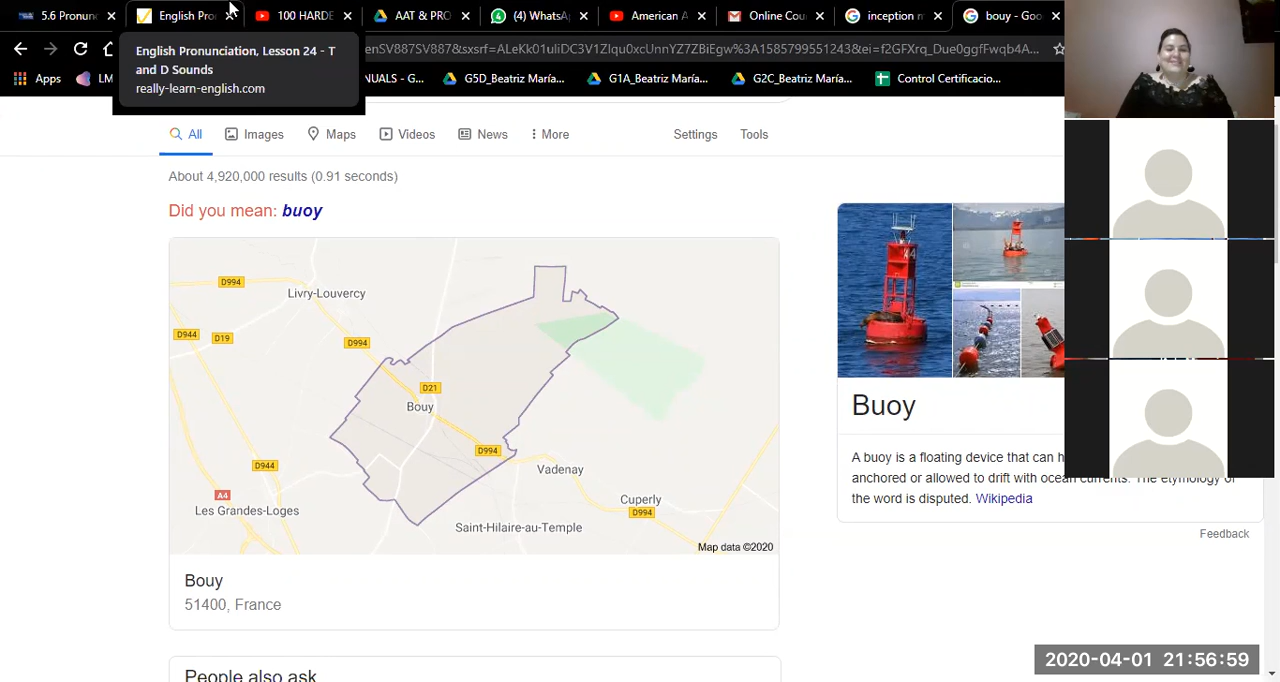 5.6 Pronunc
English Pro
100 HARDE
AAT & PRO
(4) WhatsA
American A
Online Cou
inception m
bouy - Goo
English Pronunciation, Lesson 24 - T
and D Sounds
really-learn-english.com
Apps
LM
NUALS - G...
G5D_Beatriz María...
G1A_Beatriz María...
G2C_Beatriz María...
Control Certificacio...
All
Images
Maps
Videos
News
More
Settings
Tools
About 4,920,000 results (0.91 seconds)
Did you mean: buoy
D994
Livry-Louvercy
D944
D19
D994
D21
Bouy
D994
D944
Vadenay
A4
Cuperly
D994
Les Grandes-Loges
Saint-Hilaire-au-Temple
Map data ©2020
Bouy
51400, France
People also ask
Buoy
A buoy is a floating device that can h
anchored or allowed to drift with ocean currents. The etymology of
the word is disputed. Wikipedia
Feedback
2020-04-01 21:56:59